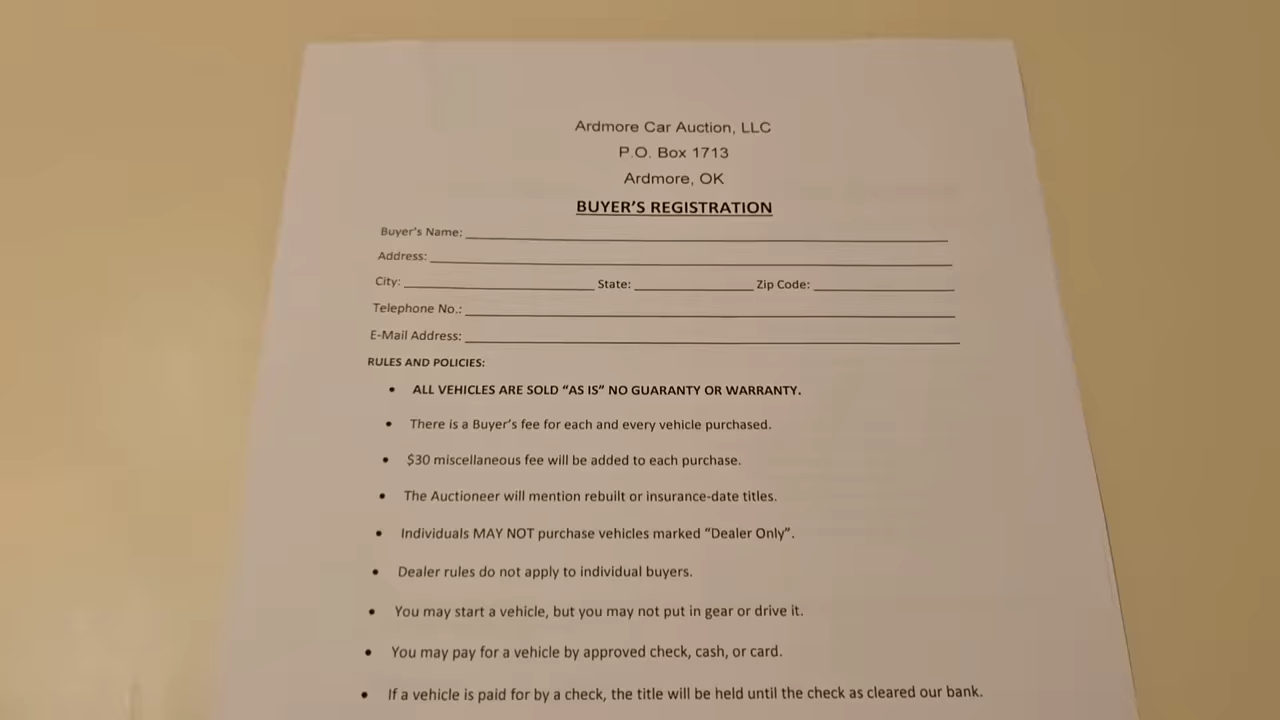 Ardmore Car Auction, LLC
P.O. Box 1713
Ardmore, OK
BUYER'S REGISTRATION
Buyer's Name:
Address:
City: State: Zip Code:
Telephone No.:
E-Mail Address:
RULES AND POLICIES:
• ALL VEHICLES ARE SOLD "AS IS" NO GUARANTY OR WARRANTY.
• There is a Buyer's fee for each and every vehicle purchased.
• $30 miscellaneous fee will be added to each purchase.
• The Auctioneer will mention rebuilt or insurance-date titles.
• Individuals MAY NOT purchase vehicles marked "Dealer Only".
• Dealer rules do not apply to individual buyers.
• You may start a vehicle, but you may not put in gear or drive it.
• You may pay for a vehicle by approved check, cash, or card.
• If a vehicle is paid for by a check, the title will be held until the check as cleared our bank.